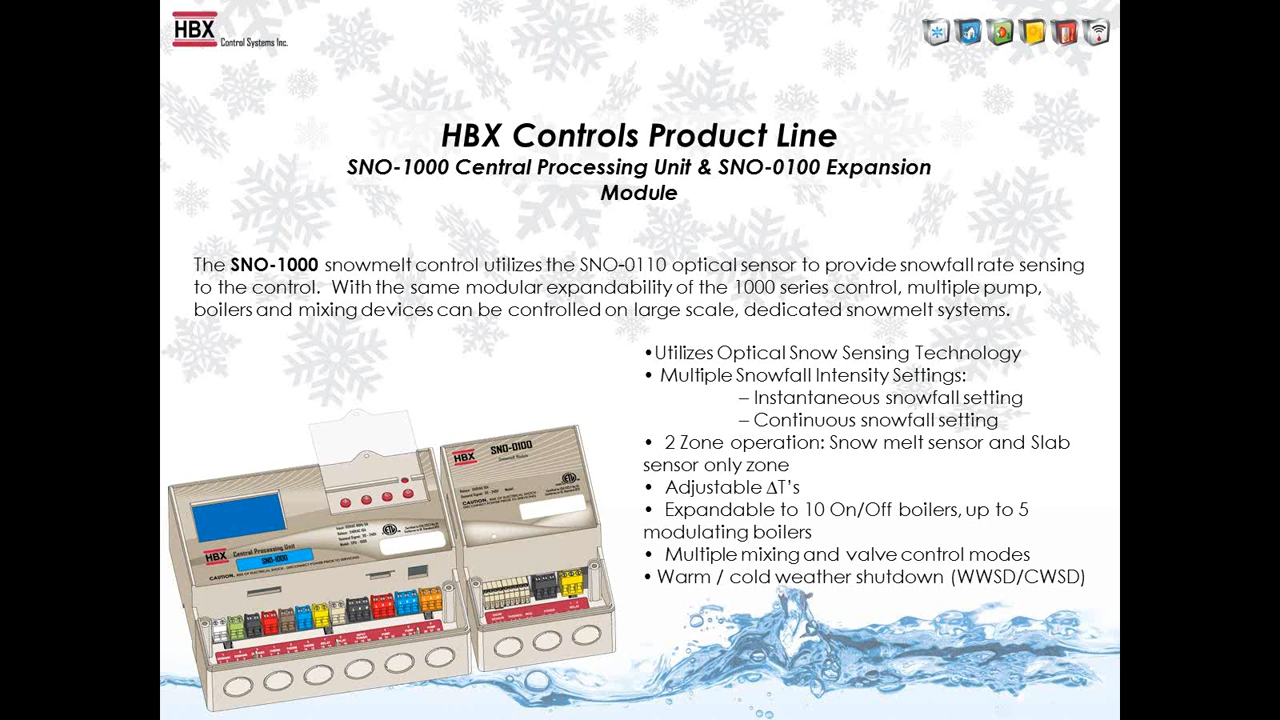 HBX
Control Systems Inc.
HBX Controls Product Line
SNO-1000 Central Processing Unit & SNO-0100 Expansion
Module
The SNO-1000 snowmelt control utilizes the SNO-0110 optical sensor to provide snowfall rate sensing
to the control. With the same modular expandability of the 1000 series control, multiple pump,
boilers and mixing devices can be controlled on large scale, dedicated snowmelt systems.
•Utilizes Optical Snow Sensing Technology
• Multiple Snowfall Intensity Settings:
– Instantaneous snowfall setting
– Continuous snowfall setting
• 2 Zone operation: Snow melt sensor and Slab
sensor only zone
• Adjustable ΔT's
• Expandable to 10 On/Off boilers, up to 5
modulating boilers
• Multiple mixing and valve control modes
• Warm / cold weather shutdown (WWSD/CWSD)
HBX
SNO-0100
HBX Central Processing Unit
SNO-1000